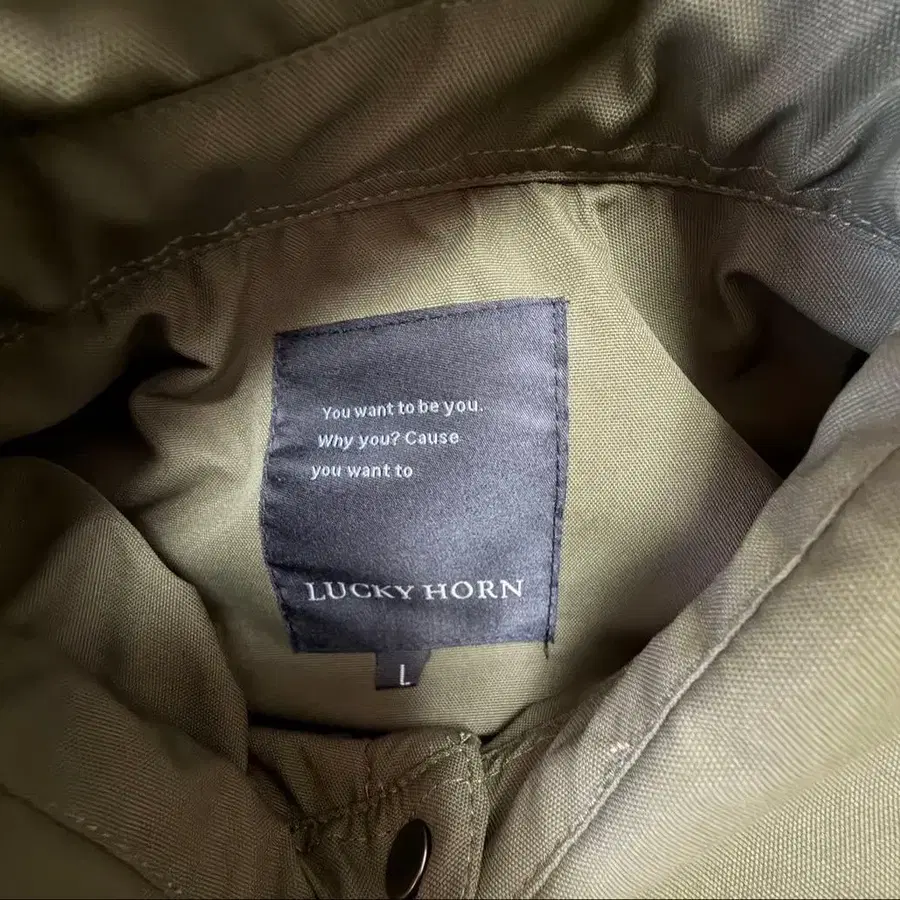 You want to be you.
Why you? Cause
you want to
LUCKY HORN
L